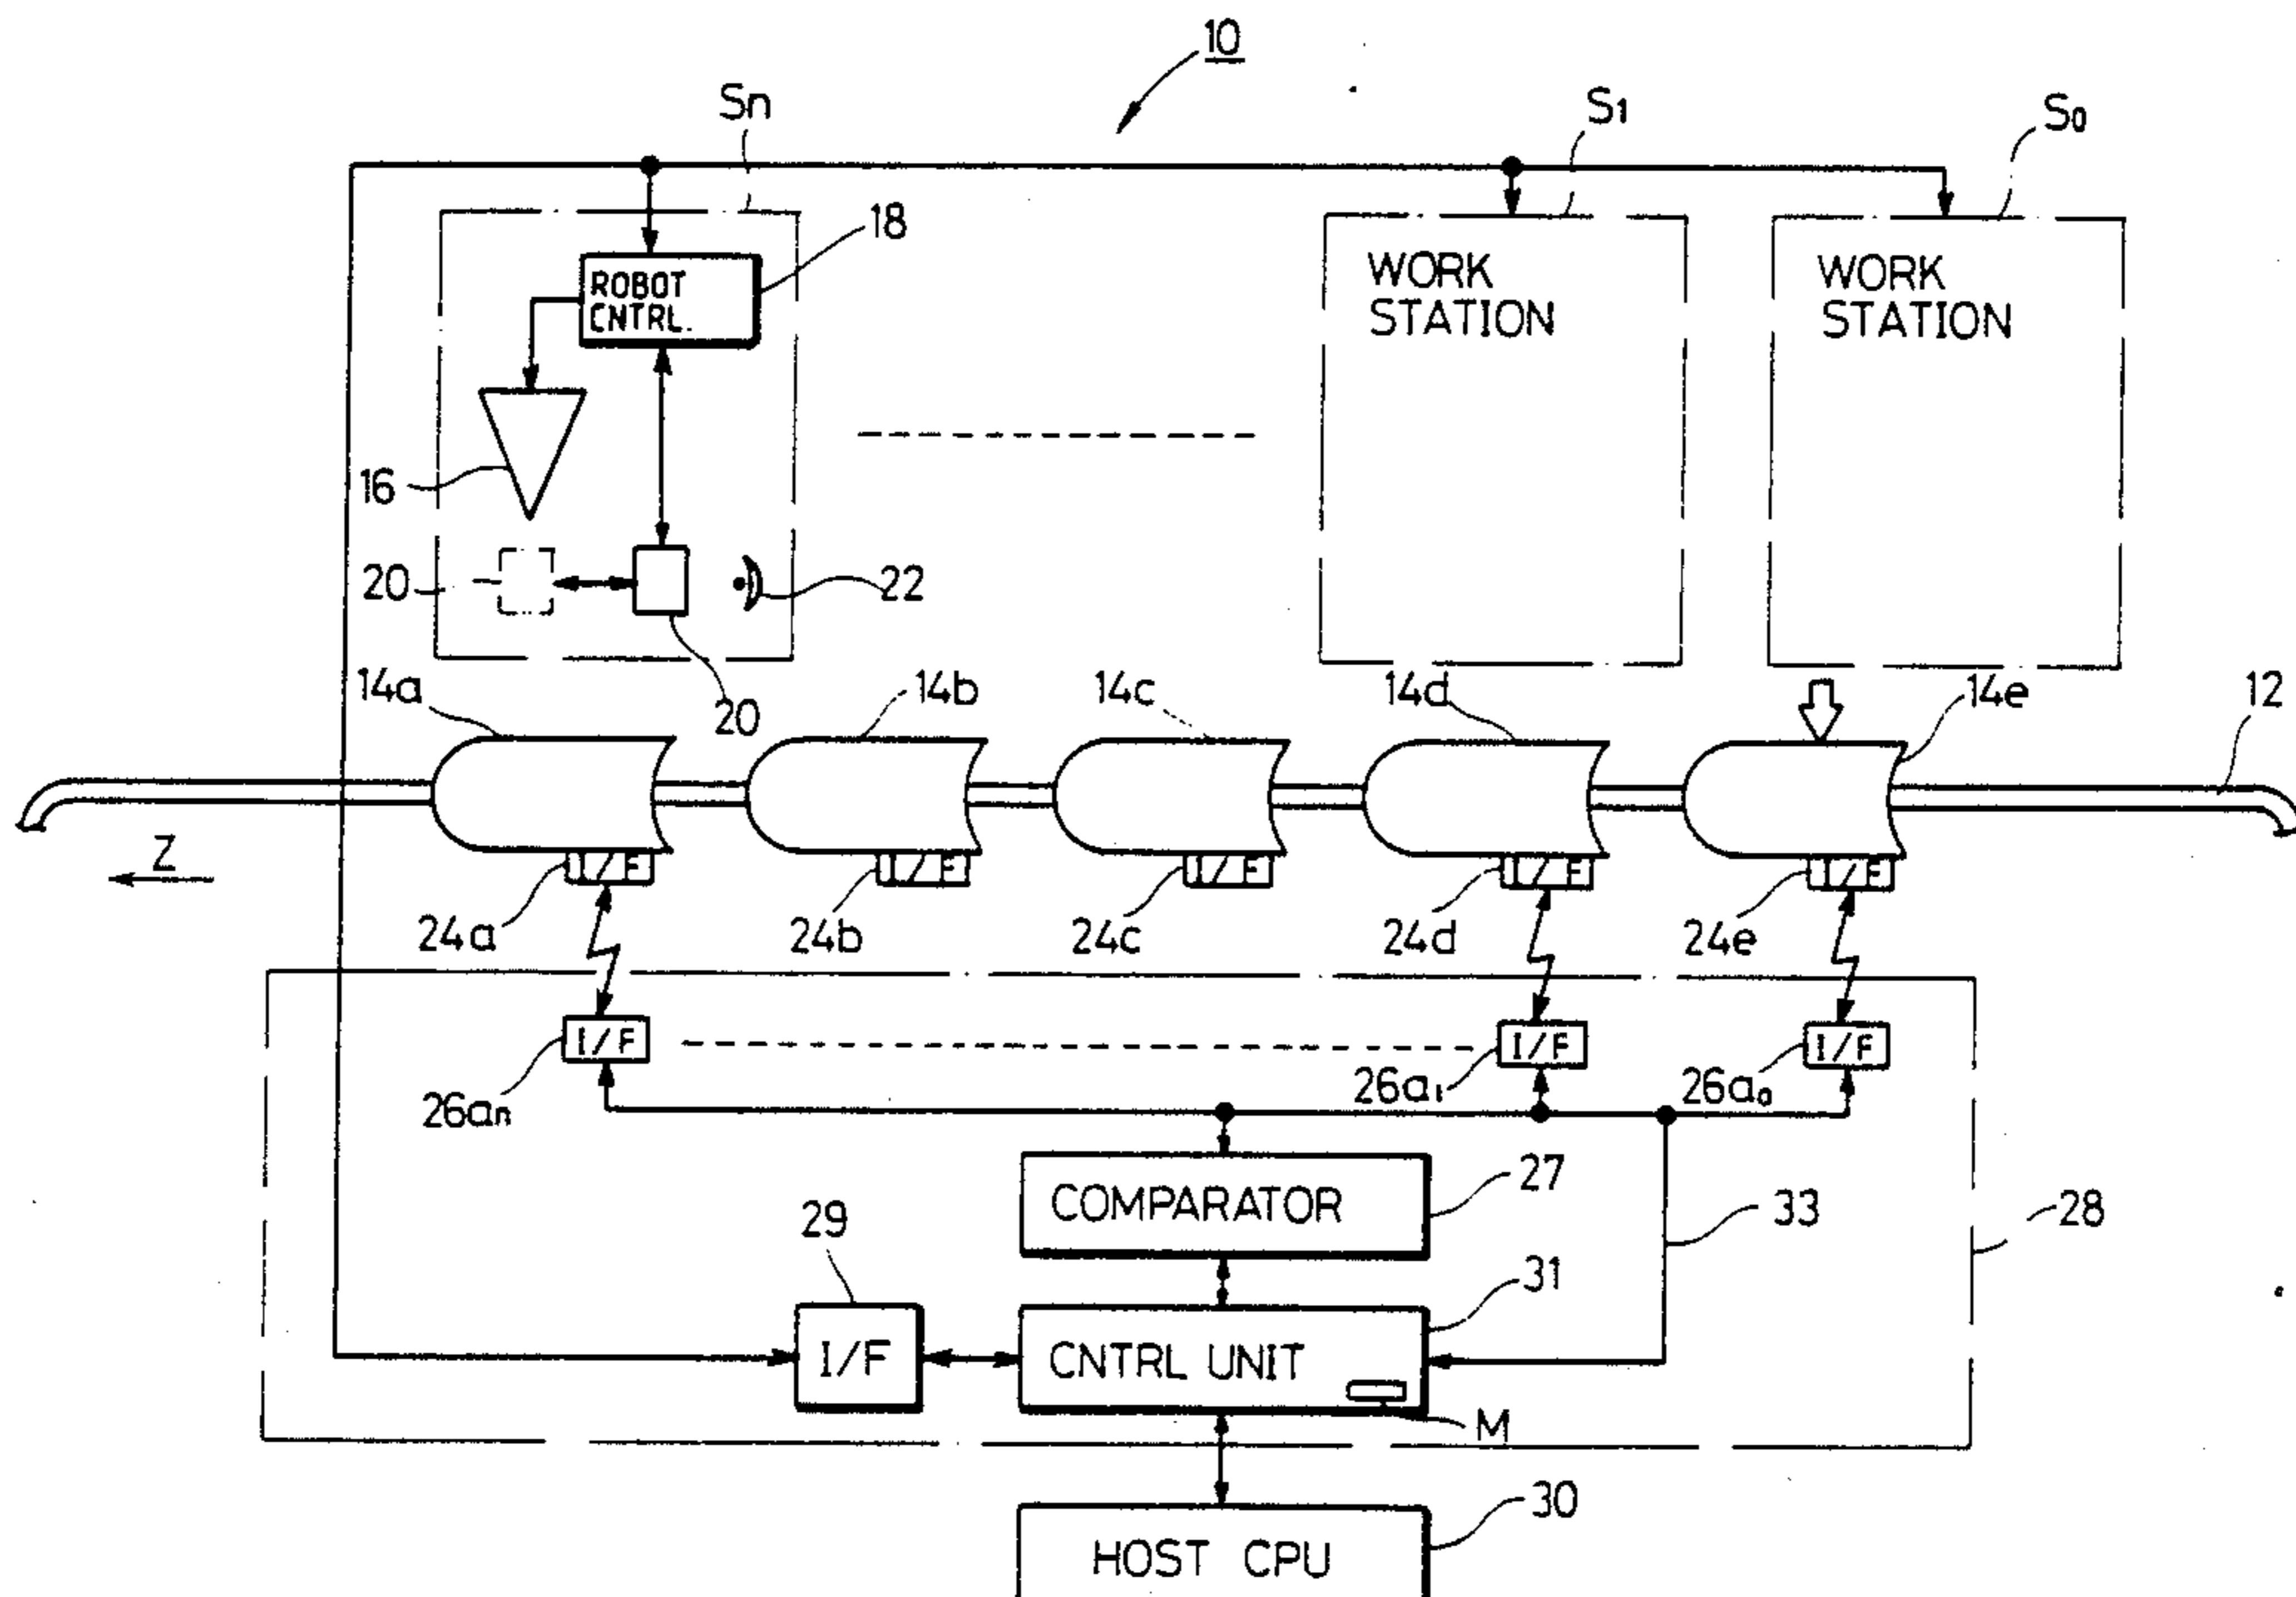 10
Sn
S1
S0
18
ROBOT
CNTRL.
WORK
STATION
WORK
STATION
16
20
22
20
14a
14b
14c
14d
14e
12
Z
I/F
I/F
I/F
I/F
I/F
24a
24b
24c
24d
24e
I/F
I/F
I/F
26an
26a1
26a0
COMPARATOR
27
33
28
29
31
I/F
CNTRL UNIT
M
30
HOST CPU